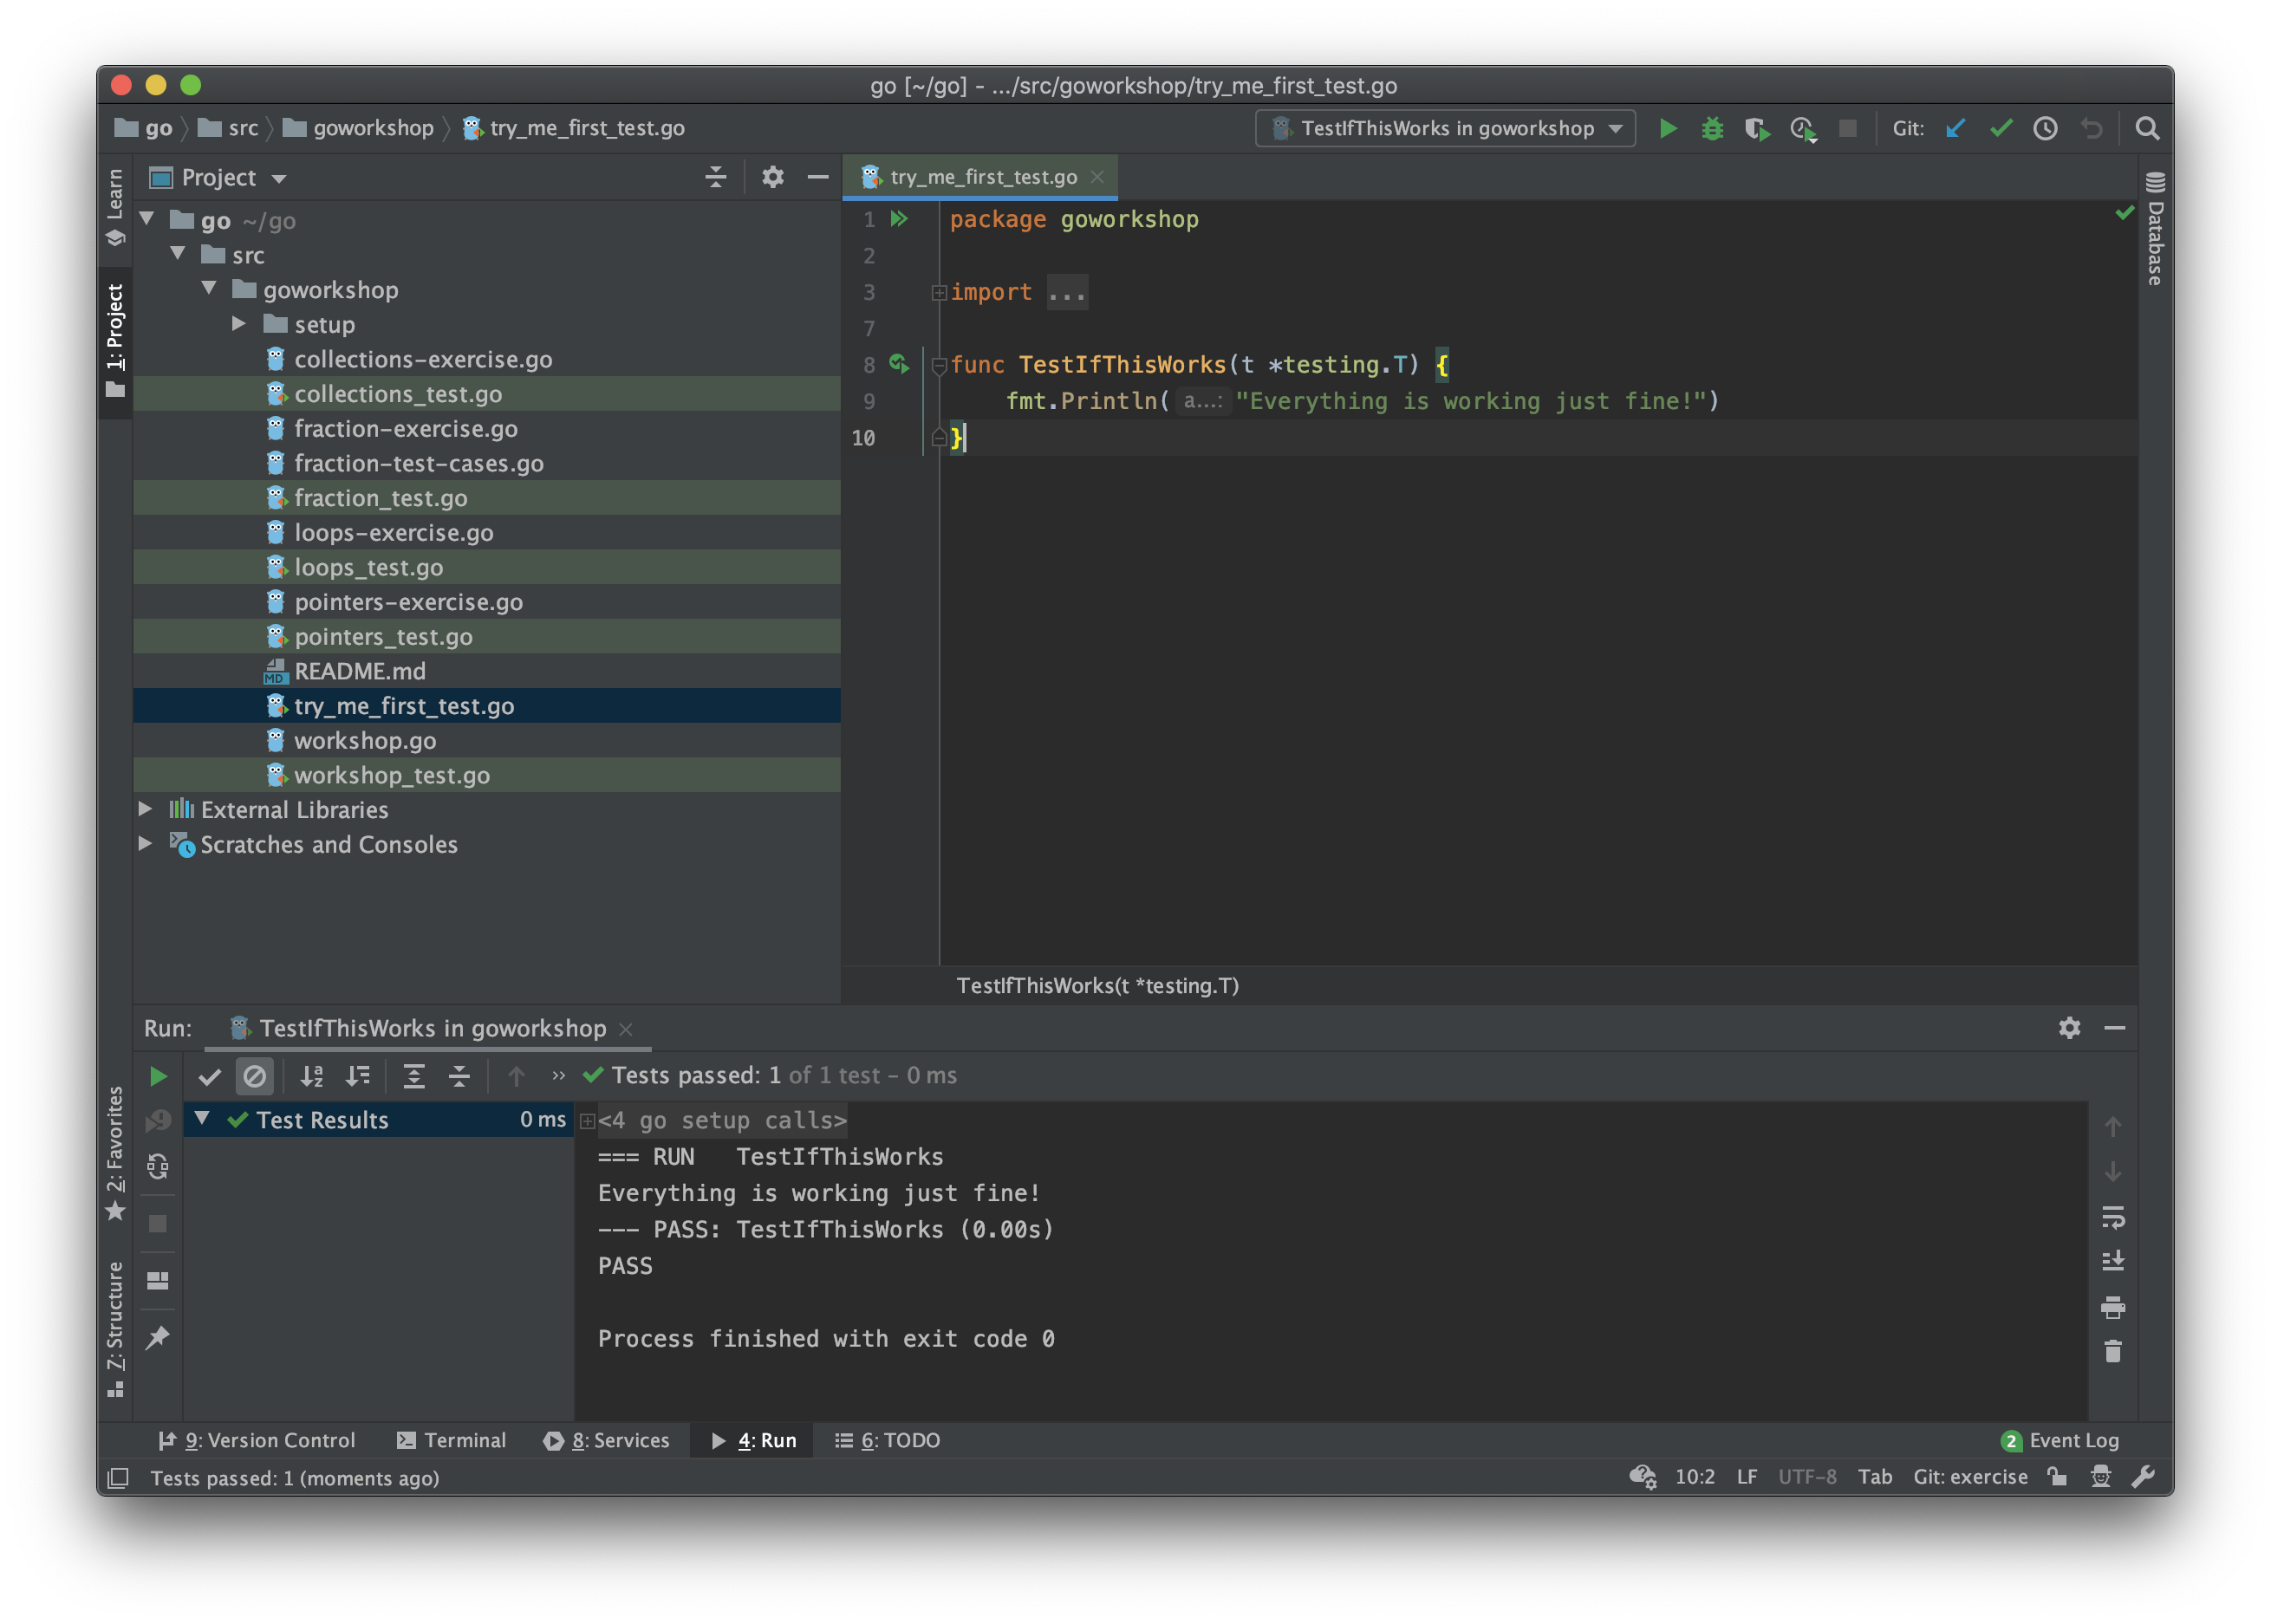 go [~/go] - .../src/goworkshop/try_me_first_test.go
go src goworkshop try_me_first_test.go
TestIfThisWorks in goworkshop
Git:
Learn
1: Project
Project
go ~/go
src
goworkshop
setup
collections-exercise.go
collections_test.go
fraction-exercise.go
fraction-test-cases.go
fraction_test.go
loops-exercise.go
loops_test.go
pointers-exercise.go
pointers_test.go
MD README.md
try_me_first_test.go
workshop.go
workshop_test.go
External Libraries
Scratches and Consoles
try_me_first_test.go
1 package goworkshop
2
3 import ...
7
8 func TestIfThisWorks(t *testing.T) {
9 fmt.Println( a...: "Everything is working just fine!")
10 }
TestIfThisWorks(t *testing.T)
Database
Run: TestIfThisWorks in goworkshop
2: Favorites
7: Structure
» Tests passed: 1 of 1 test – 0 ms
Test Results 0 ms
<4 go setup calls>
=== RUN   TestIfThisWorks
Everything is working just fine!
--- PASS: TestIfThisWorks (0.00s)
PASS
Process finished with exit code 0
9: Version Control Terminal 8: Services 4: Run 6: TODO 2 Event Log
Tests passed: 1 (moments ago) 10:2 LF UTF-8 Tab Git: exercise